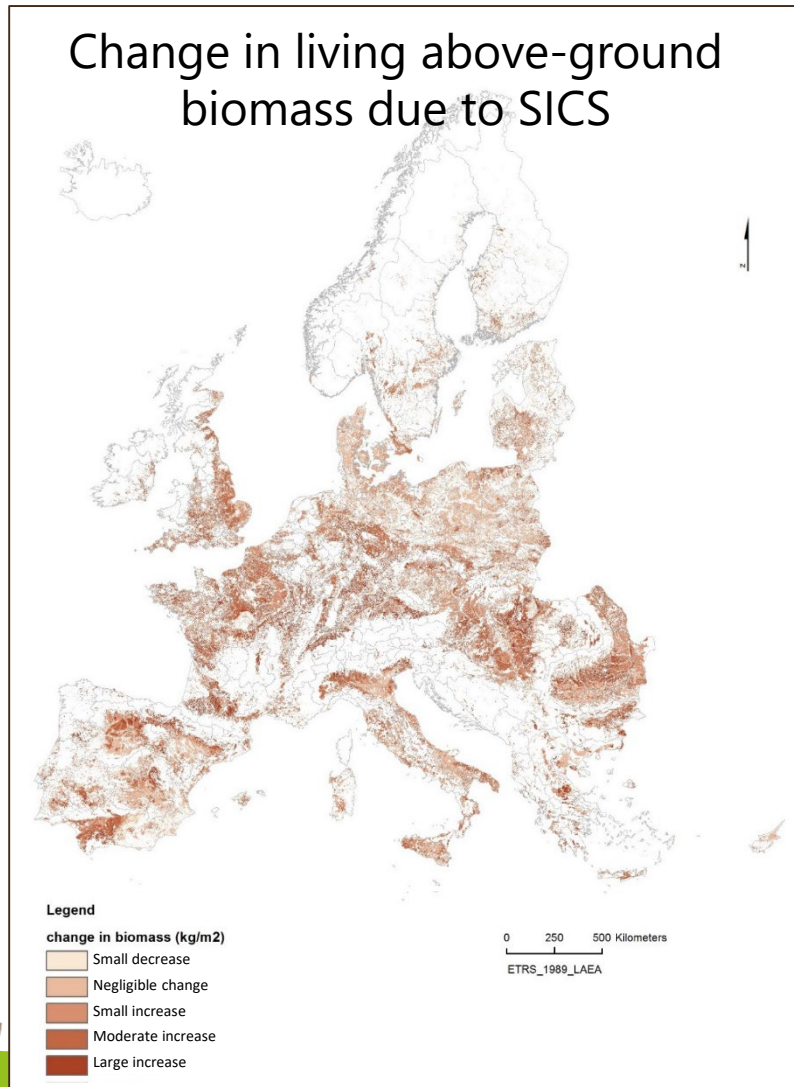 Change in living above-ground
biomass due to SICS
N
Legend
change in biomass (kg/m2)
Small decrease
Negligible change
Small increase
Moderate increase
Large increase
0 250 500 Kilometers
ETRS_1989_LAEA